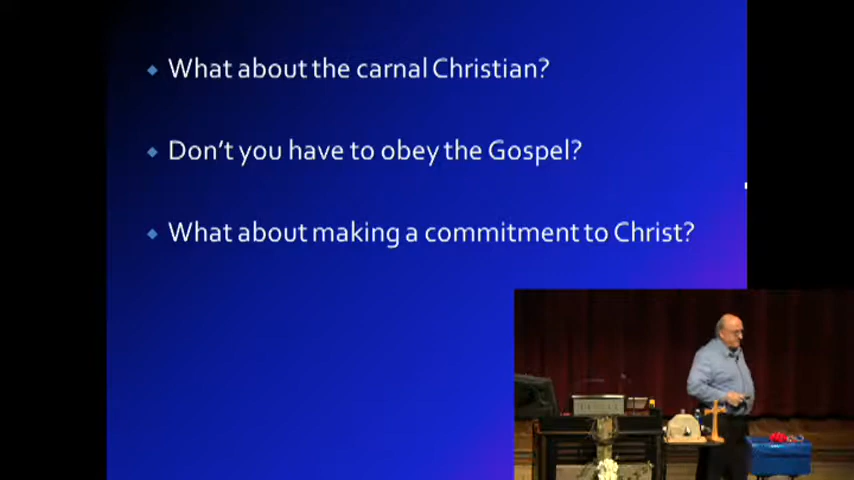 What about the carnal Christian?
Don't you have to obey the Gospel?
What about making a commitment to Christ?